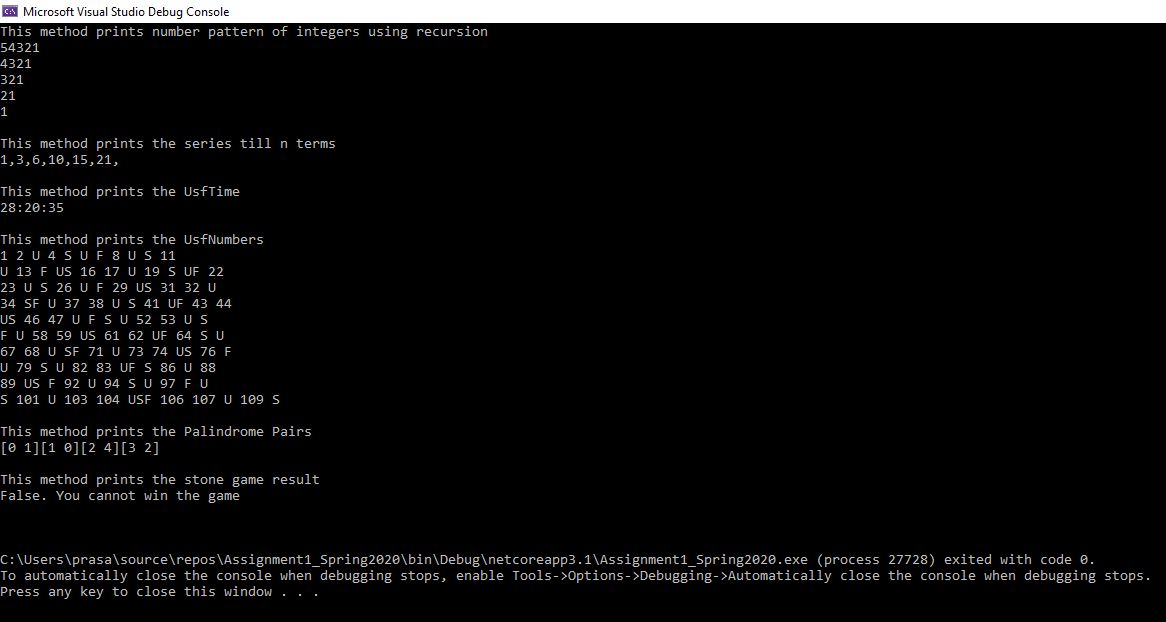 Microsoft Visual Studio Debug Console
This method prints number pattern of integers using recursion
54321
4321
321
21
1
This method prints the series till n terms
1,3,6,10,15,21,
This method prints the UsfTime
28:20:35
This method prints the UsfNumbers
1 2 U 4 S U F 8 U S 11
U 13 F US 16 17 U 19 S UF 22
23 U S 26 U F 29 US 31 32 U
34 SF U 37 38 U S 41 UF 43 44
US 46 47 U F S U 52 53 U S
F U 58 59 US 61 62 UF 64 S U
67 68 U SF 71 U 73 74 US 76 F
U 79 S U 82 83 UF S 86 U 88
89 US F 92 U 94 S U 97 F U
S 101 U 103 104 USF 106 107 U 109 S
This method prints the Palindrome Pairs
[0 1][1 0][2 4][3 2]
This method prints the stone game result
False. You cannot win the game
C:\Users\prasa\source\repos\Assignment1_Spring2020\bin\Debug\netcoreapp3.1\Assignment1_Spring2020.exe (process 27728) exited with code 0.
To automatically close the console when debugging stops, enable Tools->Options->Debugging->Automatically close the console when debugging stops.
Press any key to close this window . . .